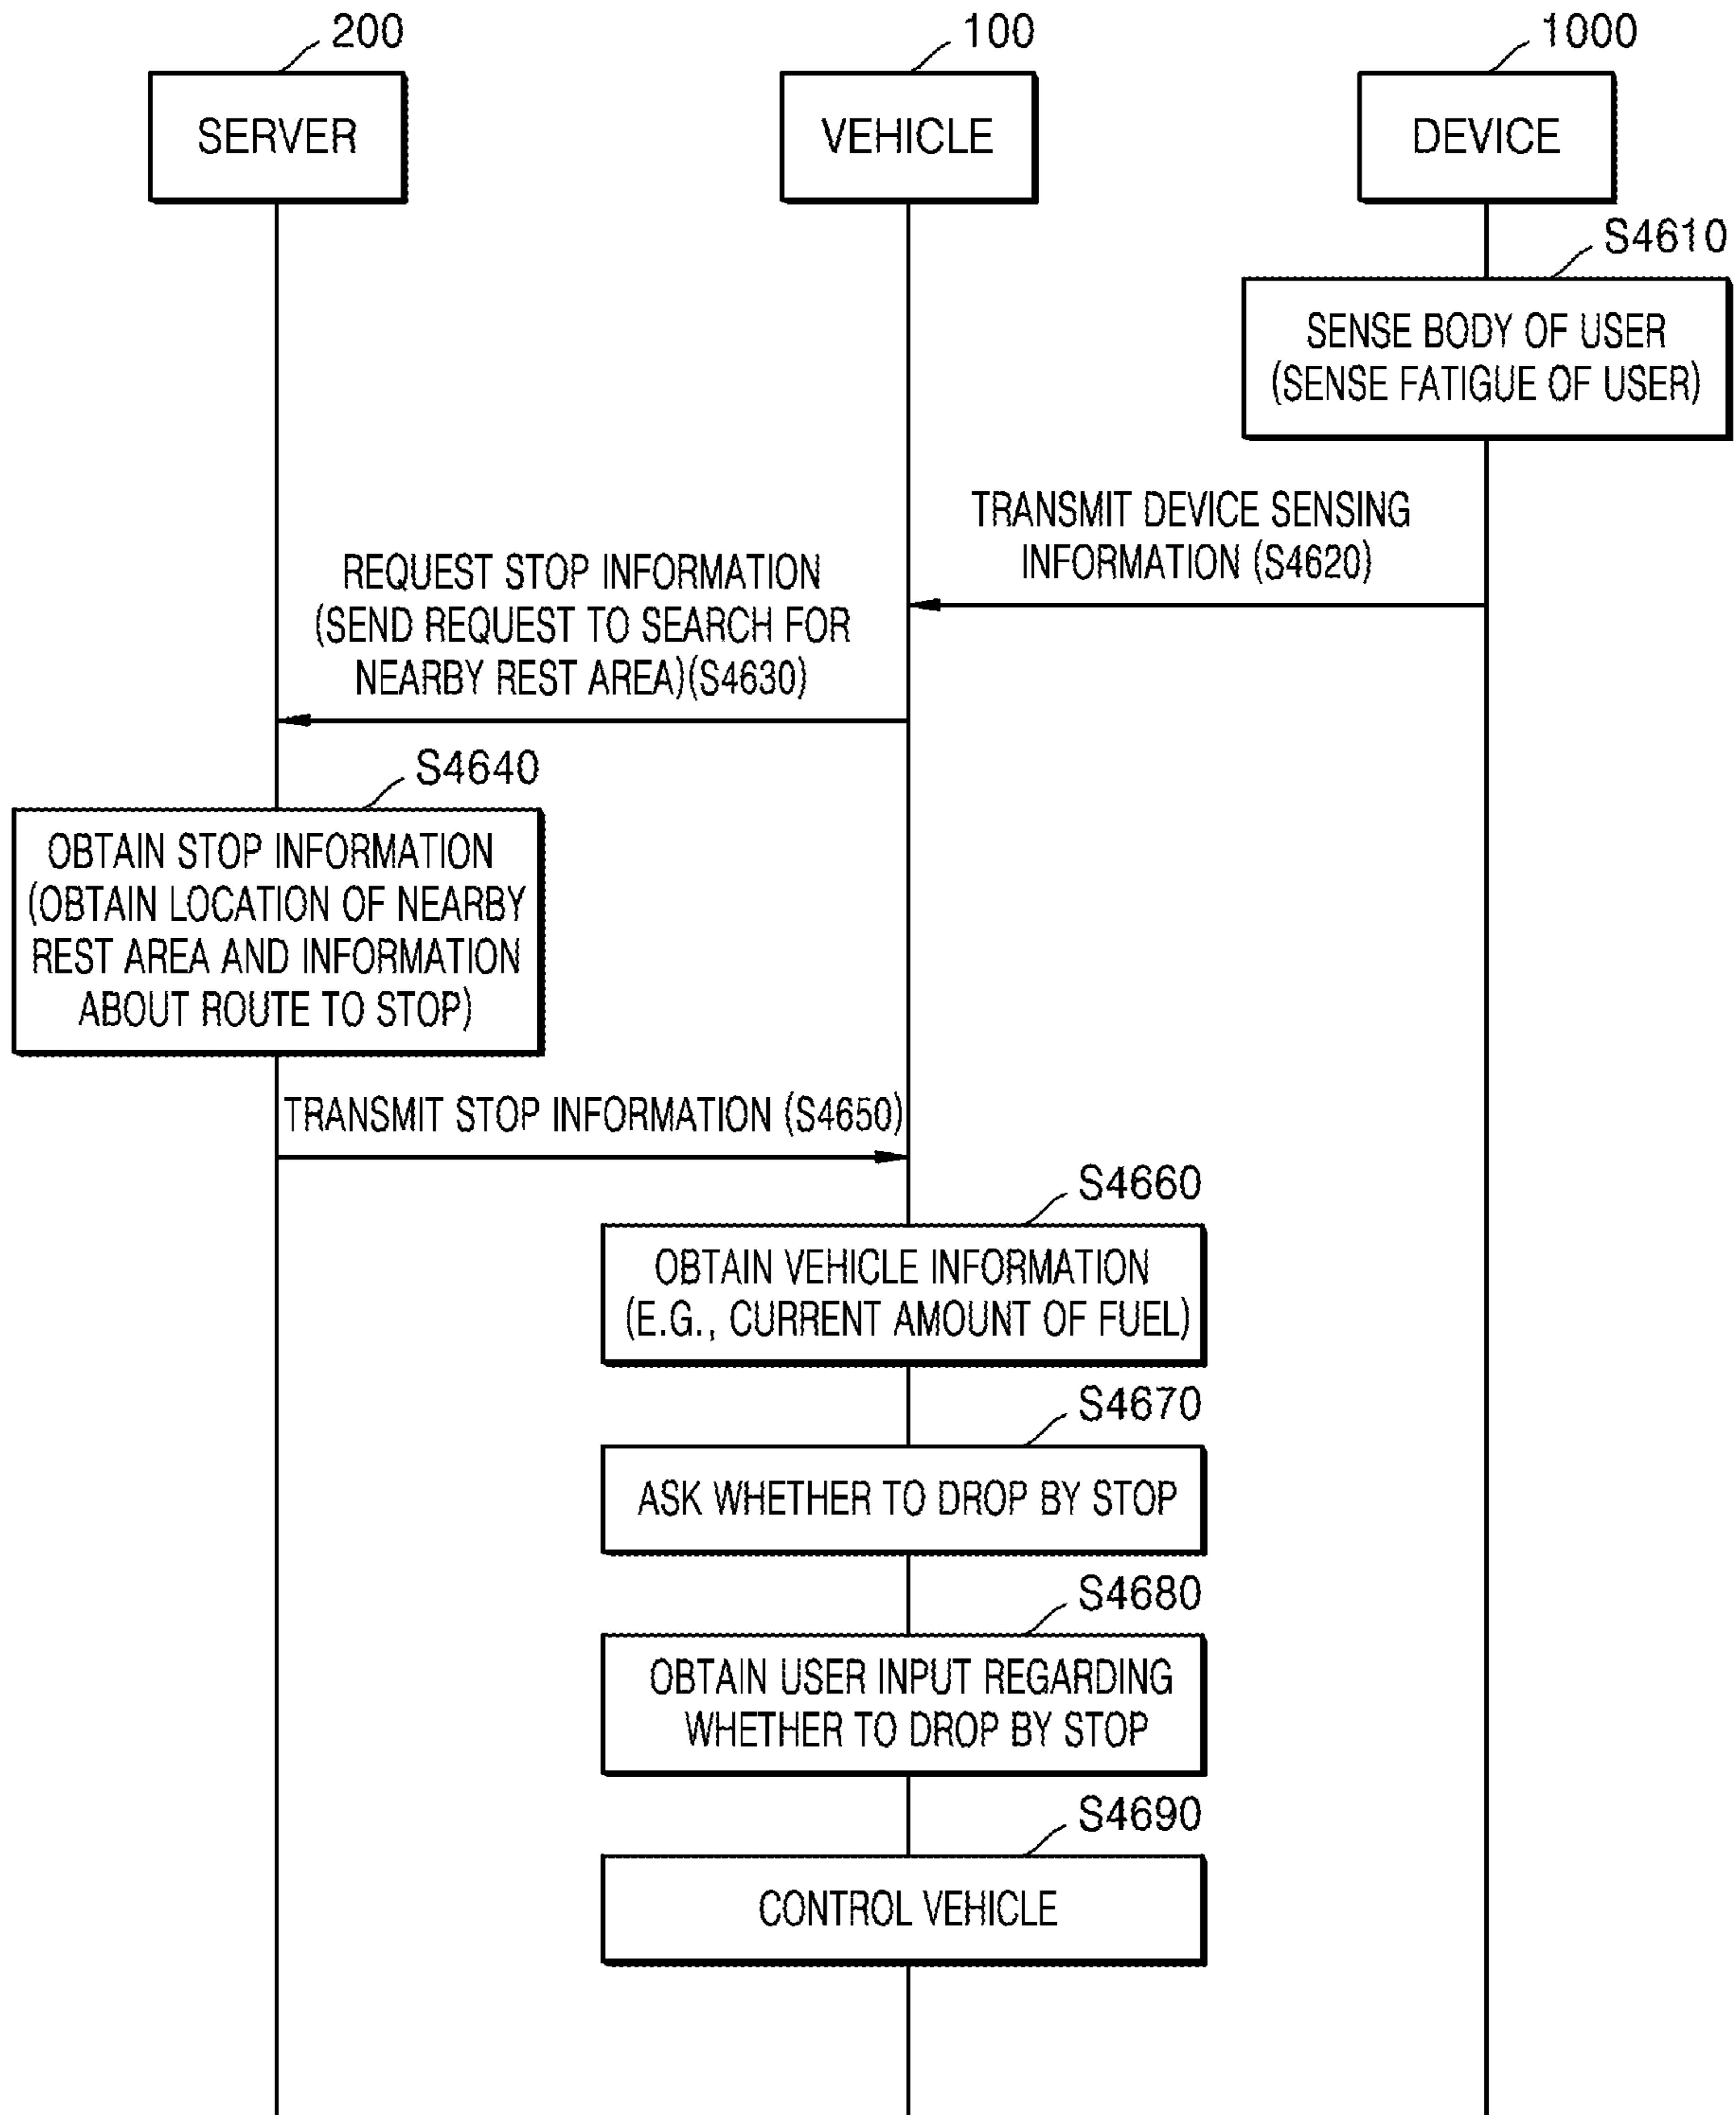 200
100
1000
SERVER
VEHICLE
DEVICE
S4610
SENSE BODY OF USER
(SENSE FATIGUE OF USER)
TRANSMIT DEVICE SENSING
INFORMATION (S4620)
REQUEST STOP INFORMATION
(SEND REQUEST TO SEARCH FOR
NEARBY REST AREA)(S4630)
S4640
OBTAIN STOP INFORMATION
(OBTAIN LOCATION OF NEARBY
REST AREA AND INFORMATION
ABOUT ROUTE TO STOP)
TRANSMIT STOP INFORMATION (S4650)
S4660
OBTAIN VEHICLE INFORMATION
(E.G., CURRENT AMOUNT OF FUEL)
S4670
ASK WHETHER TO DROP BY STOP
S4680
OBTAIN USER INPUT REGARDING
WHETHER TO DROP BY STOP
S4690
CONTROL VEHICLE